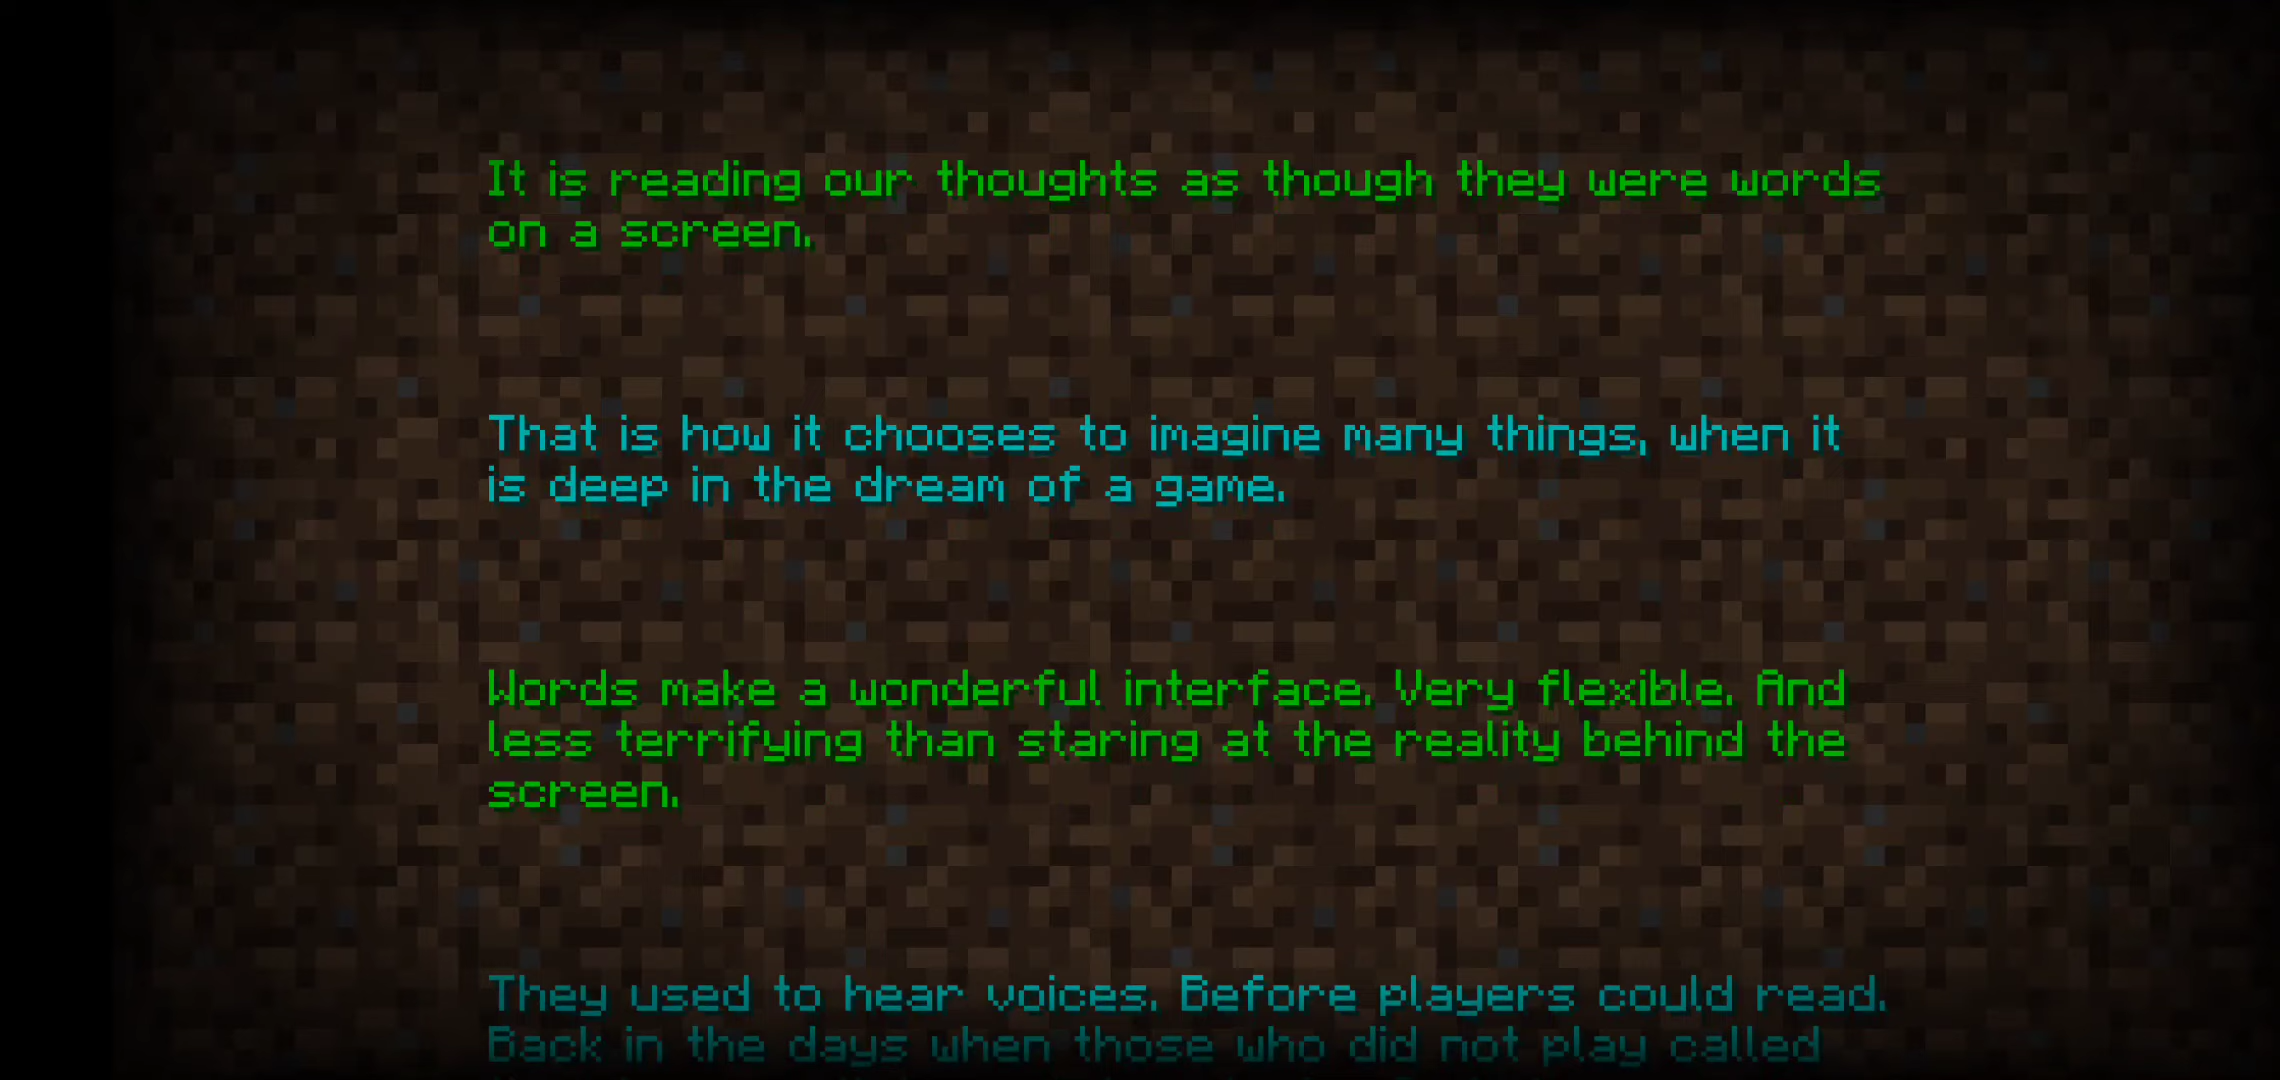 It is reading our thoughts as though they were words
on a screen.
That is how it chooses to imagine many things, when it
is deep in the dream of a game.
Words make a wonderful interface. Very flexible. And
less terrifying than staring at the reality behind the
screen.
They used to hear voices. Before players could read.
Back in the days when those who did not play called